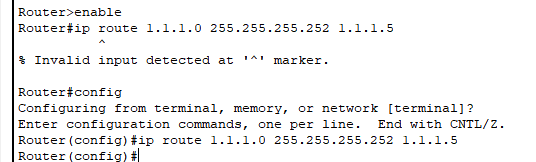 Router>enable
Router#ip route 1.1.1.0 255.255.255.252 1.1.1.5
^
% Invalid input detected at '^' marker.
Router#config
Configuring from terminal, memory, or network [terminal]?
Enter configuration commands, one per line.  End with CNTL/Z.
Router(config)#ip route 1.1.1.0 255.255.255.252 1.1.1.5
Router(config)#